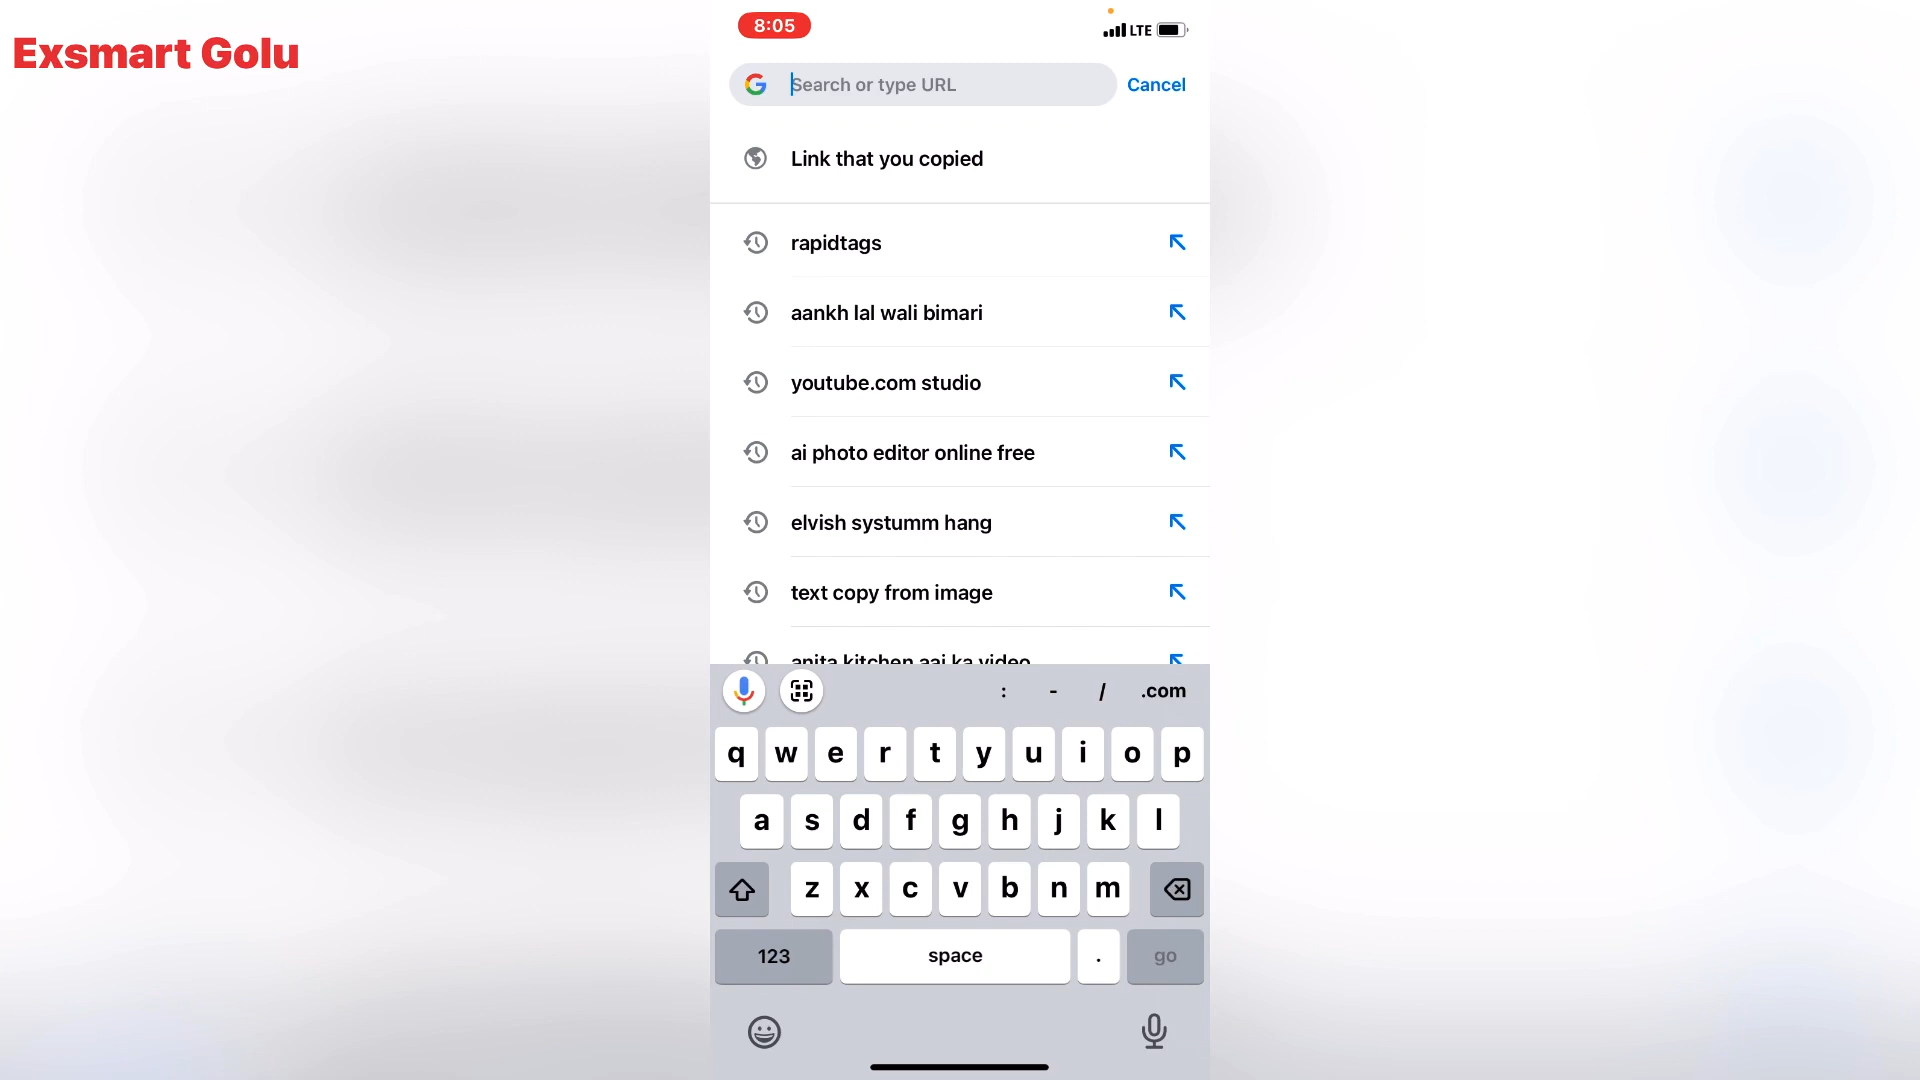 Exsmart Golu
8:05
LTE
Search or type URL
Cancel
Link that you copied
rapidtags
aankh lal wali bimari
youtube.com studio
ai photo editor online free
elvish systumm hang
text copy from image
anita kitchen aai ka video
: - / .com
q w e r t y u i o p
a s d f g h j k l
z x c v b n m
123 space . go